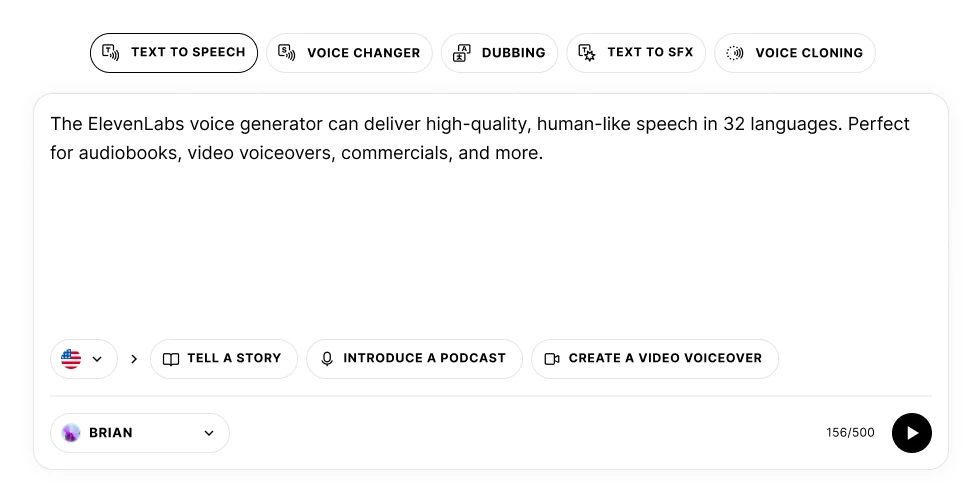 TEXT TO SPEECH
VOICE CHANGER
DUBBING
TEXT TO SFX
VOICE CLONING
The ElevenLabs voice generator can deliver high-quality, human-like speech in 32 languages. Perfect
for audiobooks, video voiceovers, commercials, and more.
TELL A STORY
INTRODUCE A PODCAST
CREATE A VIDEO VOICEOVER
BRIAN
156/500